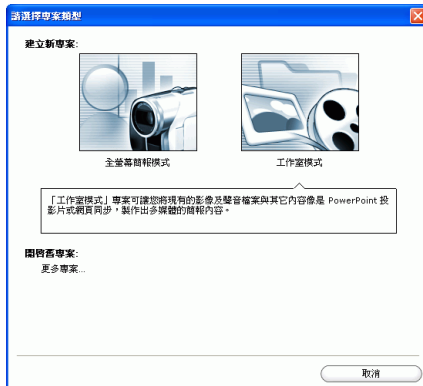 請選擇專案類型
建立新專案:
全螢幕簡報模式
工作室模式
「工作室模式」專案可讓您將現有的影像及聲音檔案與其它內容像是 PowerPoint 投
影片或網頁同步，製作出多媒體的簡報內容。
開啓舊專案:
更多專案...
取消